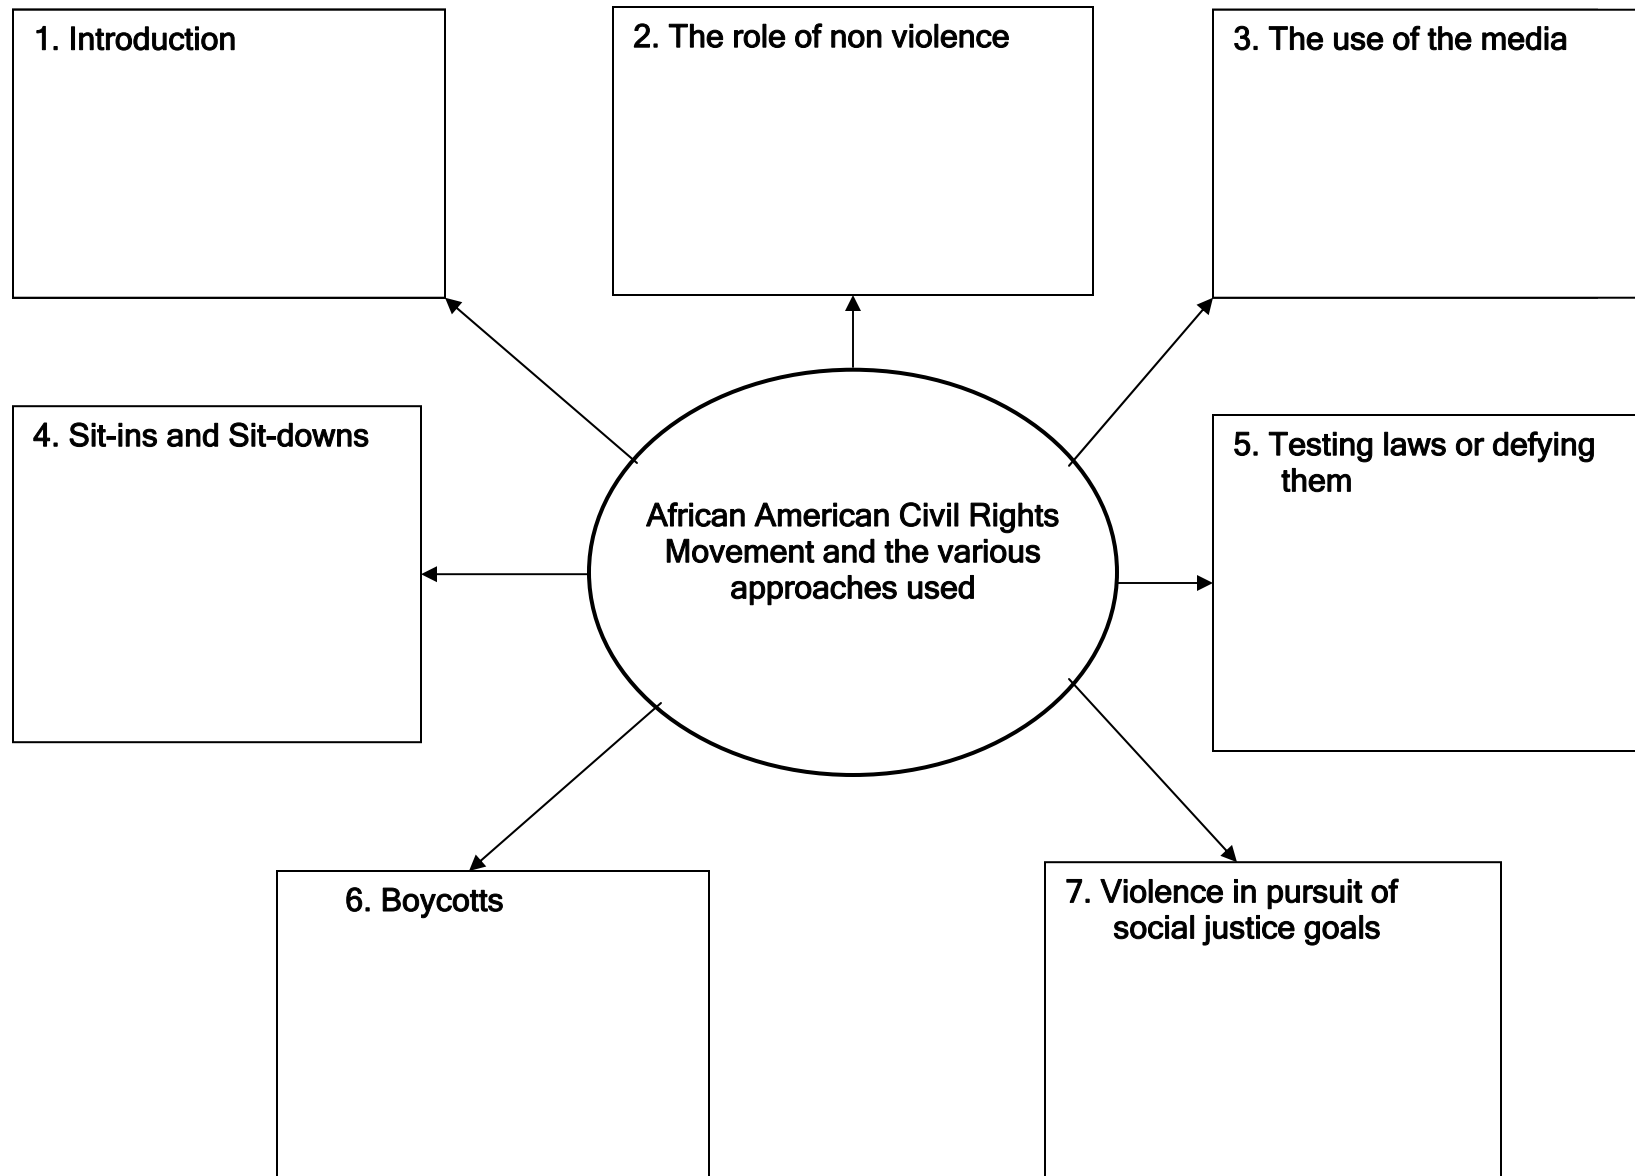 1. Introduction
2. The role of non violence
3. The use of the media
4. Sit-ins and Sit-downs
African American Civil Rights
Movement and the various
approaches used
5. Testing laws or defying
them
6. Boycotts
7. Violence in pursuit of
social justice goals